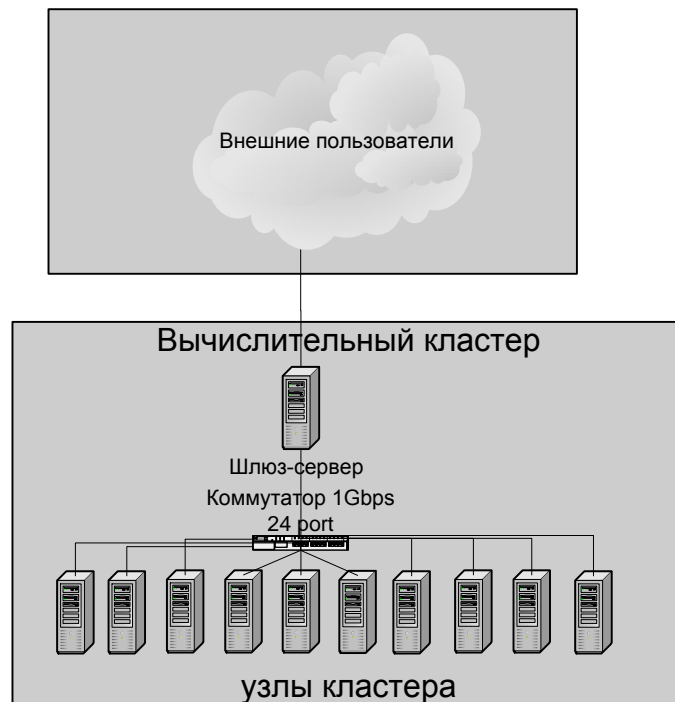 Внешние пользователи
Вычислительный кластер
Шлюз-сервер
Коммутатор 1Gbps
24 port
узлы кластера